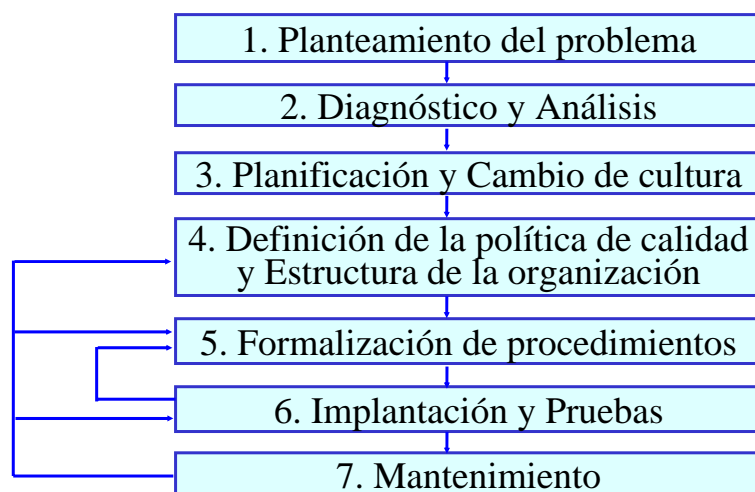 1. Planteamiento del problema
2. Diagnóstico y Análisis
3. Planificación y Cambio de cultura
4. Definición de la política de calidad
y Estructura de la organización
5. Formalización de procedimientos
6. Implantación y Pruebas
7. Mantenimiento